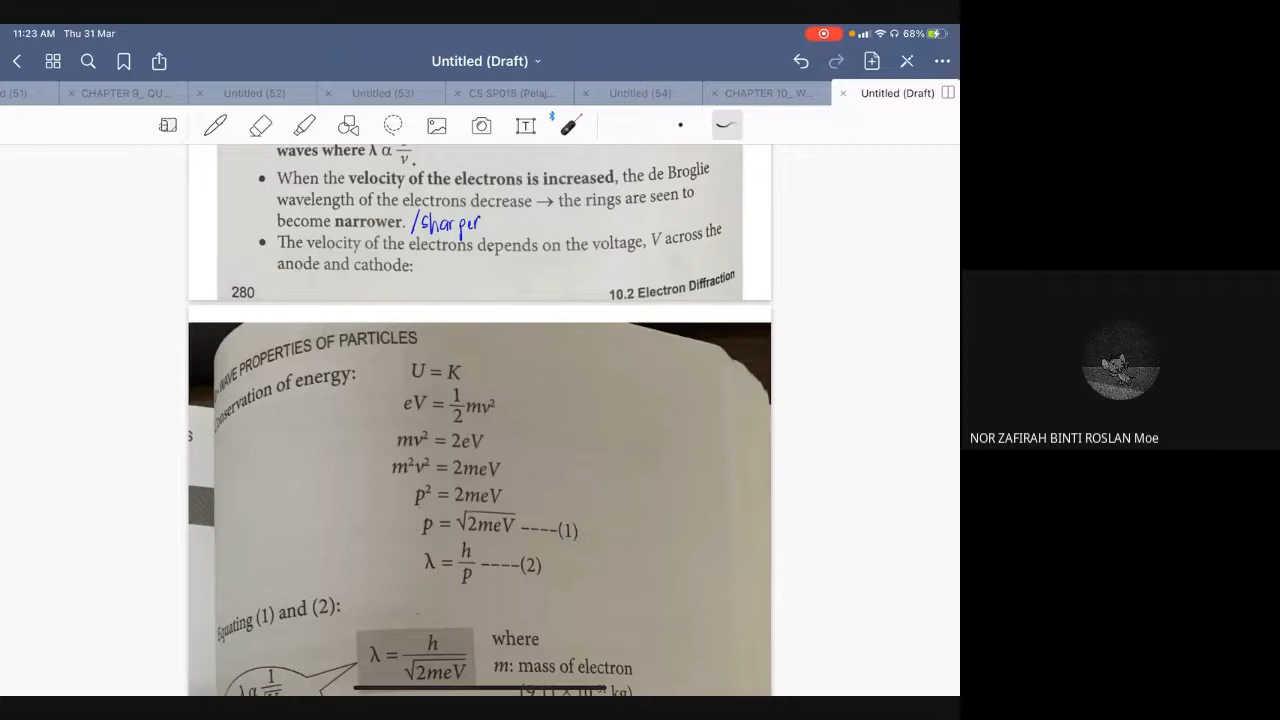 11:23 AM Thu 31 Mar
68%
Untitled (Draft)
d (51)
CHAPTER 9_ QU...
Untitled (52)
Untitled (53)
CS SP015 (Pelaj...
Untitled (54)
CHAPTER 10_ W...
Untitled (Draft)
waves where λ α 1/v.
• When the velocity of the electrons is increased, the de Broglie
wavelength of the electrons decrease → the rings are seen to
become narrower. /sharper
• The velocity of the electrons depends on the voltage, V across the
anode and cathode:
280 10.2 Electron Diffraction
WAVE PROPERTIES OF PARTICLES
Conservation of energy: U = K
eV = 1/2 mv²
mv² = 2eV
m²v² = 2meV
p² = 2meV
p = √2meV ----(1)
λ = h/p ----(2)
Equating (1) and (2):
λ = h/√2meV where
m: mass of electron
NOR ZAFIRAH BINTI ROSLAN Moe